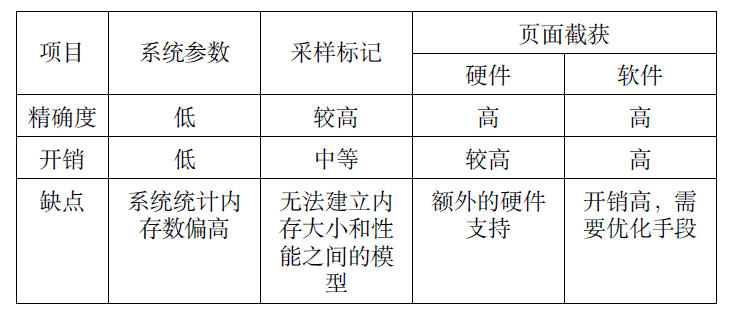 项目
系统参数
采样标记
页面截获
硬件
软件
精确度
低
较高
高
高
开销
低
中等
较高
高
缺点
系统统计内
存数偏高
无法建立内
存大小和性
能之间的模
型
额外的硬件
支持
开销高，需
要优化手段